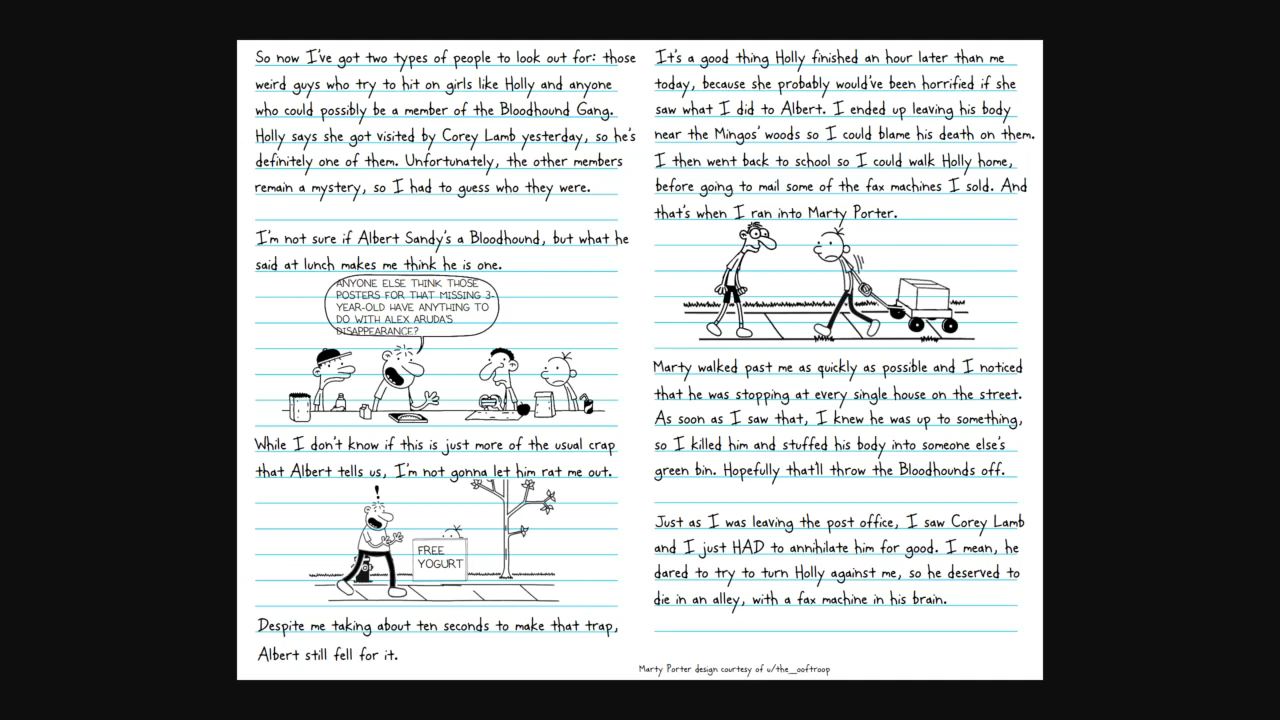 So now I've got two types of people to look out for: those
weird guys who try to hit on girls like Holly and anyone
who could possibly be a member of the Bloodhound Gang.
Holly says she got visited by Corey Lamb yesterday, so he's
definitely one of them. Unfortunately, the other members
remain a mystery, so I had to guess who they were.
I'm not sure if Albert Sandy's a Bloodhound, but what he
said at lunch makes me think he is one.
ANYONE ELSE THINK THOSE
POSTERS FOR THAT MISSING 3-
YEAR-OLD HAVE ANYTHING TO
DO WITH ALEX ARUDA'S
DISAPPEARANCE?
While I don't know if this is just more of the usual crap
that Albert tells us, I'm not gonna let him rat me out.
!
FREE
YOGURT
Despite me taking about ten seconds to make that trap,
Albert still fell for it.
It's a good thing Holly finished an hour later than me
today, because she probably would've been horrified if she
saw what I did to Albert. I ended up leaving his body
near the Mingos' woods so I could blame his death on them.
I then went back to school so I could walk Holly home,
before going to mail some of the fax machines I sold. And
that's when I ran into Marty Porter.
Marty walked past me as quickly as possible and I noticed
that he was stopping at every single house on the street.
As soon as I saw that, I knew he was up to something,
so I killed him and stuffed his body into someone else's
green bin. Hopefully that'll throw the Bloodhounds off.
Just as I was leaving the post office, I saw Corey Lamb
and I just HAD to annihilate him for good. I mean, he
dared to try to turn Holly against me, so he deserved to
die in an alley, with a fax machine in his brain.
Marty Porter design courtesy of u/the__ooftroop